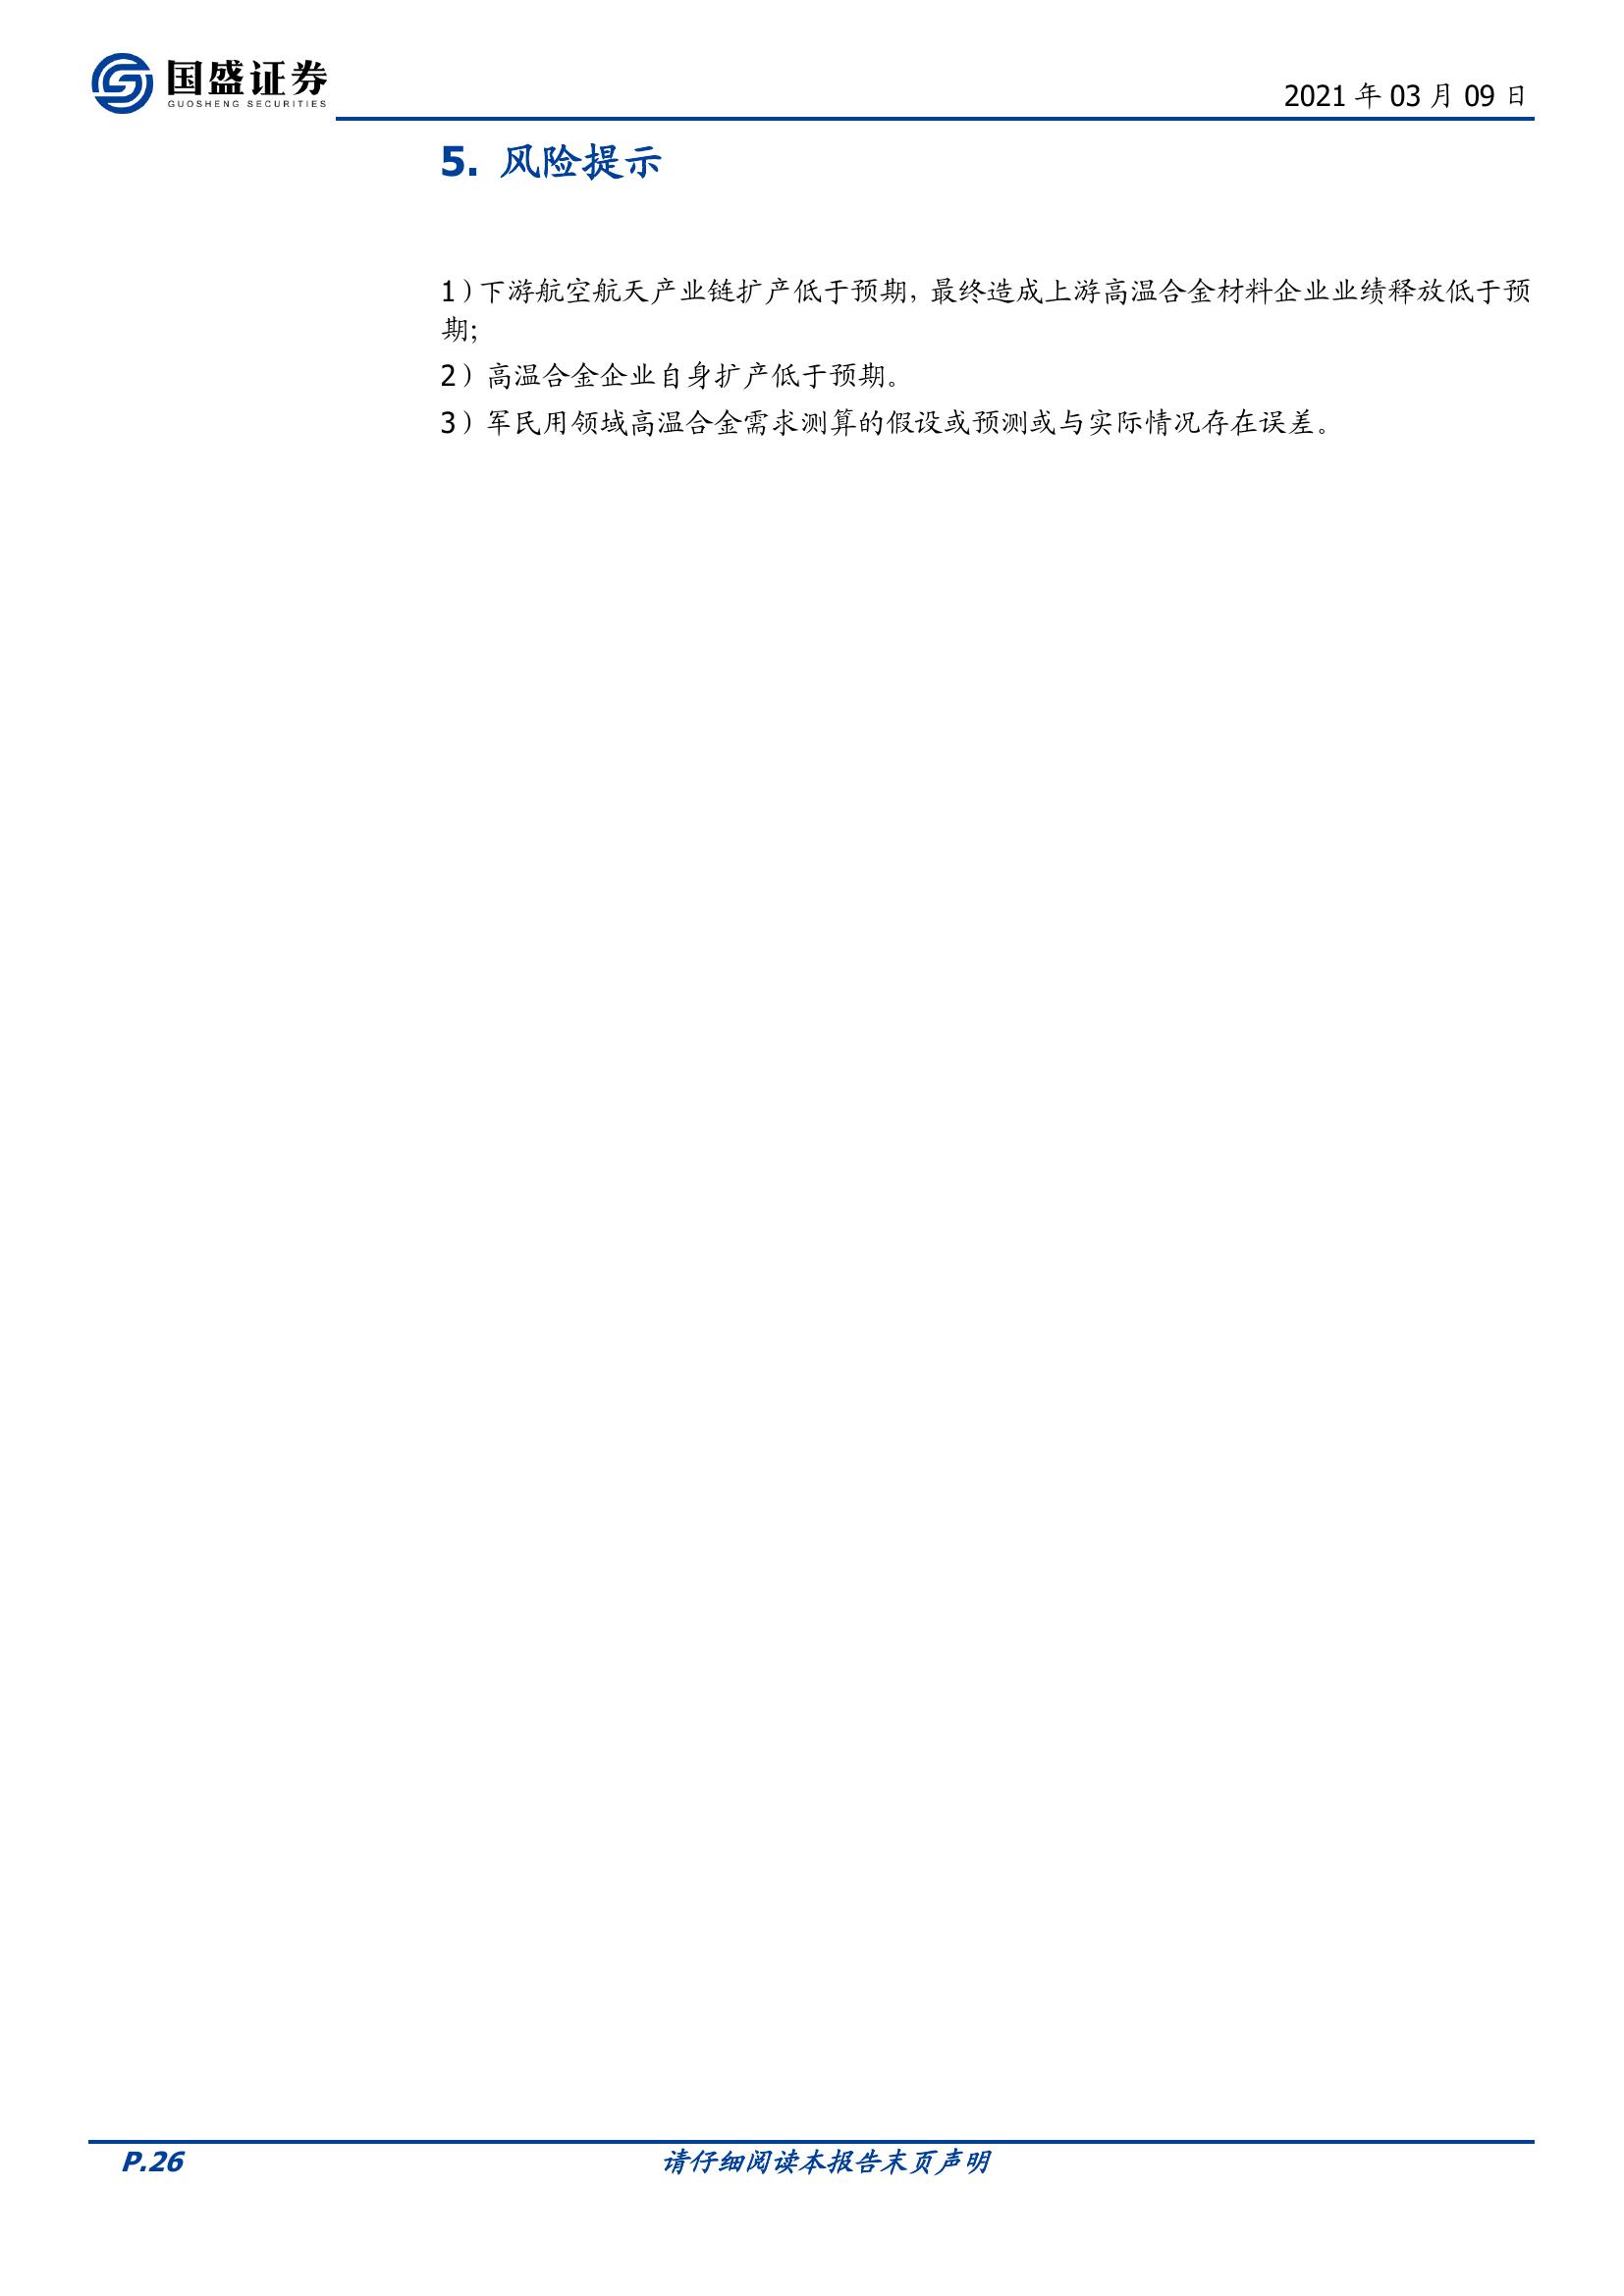 国盛证券
GUOSHENG SECURITIES
2021 年 03 月 09 日
5. 风险提示
1）下游航空航天产业链扩产低于预期，最终造成上游高温合金材料企业业绩释放低于预
期；
2）高温合金企业自身扩产低于预期。
3）军民用领域高温合金需求测算的假设或预测或与实际情况存在误差。
P.26
请仔细阅读本报告末页声明